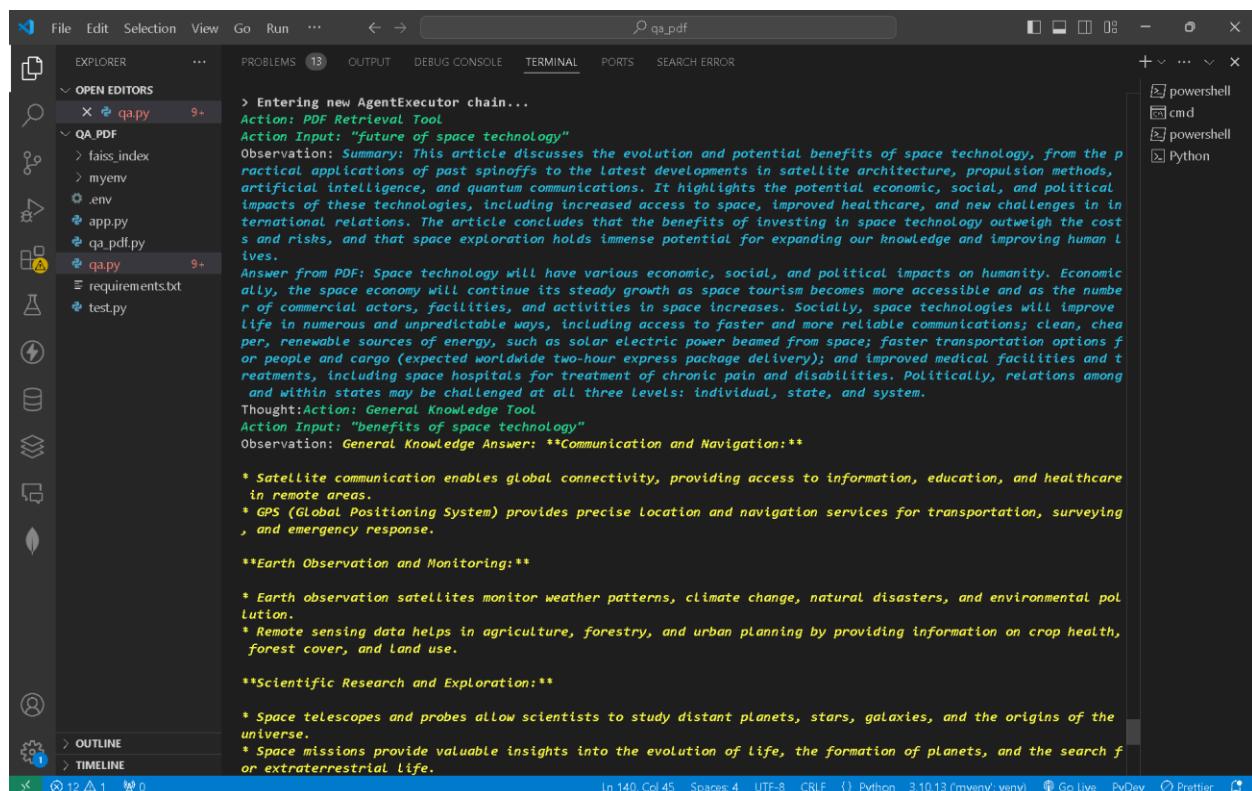 File Edit Selection View Go Run ··· qa_pdf
EXPLORER ···
OPEN EDITORS
qa.py 9+
QA_PDF
faiss_index
myenv
.env
app.py
qa_pdf.py
qa.py 9+
requirements.txt
test.py
OUTLINE
TIMELINE
PROBLEMS 13 OUTPUT DEBUG CONSOLE TERMINAL PORTS SEARCH ERROR
> Entering new AgentExecutor chain...
Action: PDF Retrieval Tool
Action Input: "future of space technology"
Observation: Summary: This article discusses the evolution and potential benefits of space technology, from the p
ractical applications of past spinoffs to the latest developments in satellite architecture, propulsion methods,
artificial intelligence, and quantum communications. It highlights the potential economic, social, and political
impacts of these technologies, including increased access to space, improved healthcare, and new challenges in in
ternational relations. The article concludes that the benefits of investing in space technology outweigh the cost
s and risks, and that space exploration holds immense potential for expanding our knowledge and improving human l
ives.
Answer from PDF: Space technology will have various economic, social, and political impacts on humanity. Economic
ally, the space economy will continue its steady growth as space tourism becomes more accessible and as the numbe
r of commercial actors, facilities, and activities in space increases. Socially, space technologies will improve
life in numerous and unpredictable ways, including access to faster and more reliable communications; clean, chea
per, renewable sources of energy, such as solar electric power beamed from space; faster transportation options f
or people and cargo (expected worldwide two-hour express package delivery); and improved medical facilities and t
reatments, including space hospitals for treatment of chronic pain and disabilities. Politically, relations among
and within states may be challenged at all three levels: individual, state, and system.
Thought:Action: General Knowledge Tool
Action Input: "benefits of space technology"
Observation: General Knowledge Answer: **Communication and Navigation:**
* Satellite communication enables global connectivity, providing access to information, education, and healthcare
in remote areas.
* GPS (Global Positioning System) provides precise location and navigation services for transportation, surveying
, and emergency response.
**Earth Observation and Monitoring:**
* Earth observation satellites monitor weather patterns, climate change, natural disasters, and environmental pol
lution.
* Remote sensing data helps in agriculture, forestry, and urban planning by providing information on crop health,
forest cover, and land use.
**Scientific Research and Exploration:**
* Space telescopes and probes allow scientists to study distant planets, stars, galaxies, and the origins of the
universe.
* Space missions provide valuable insights into the evolution of life, the formation of planets, and the search f
or extraterrestrial life.
powershell
cmd
powershell
Python
1
12 1 0 Ln 140, Col 45 Spaces: 4 UTF-8 CRLF {} Python 3.10.13 ('myenv': venv) Go Live PyDev Prettier